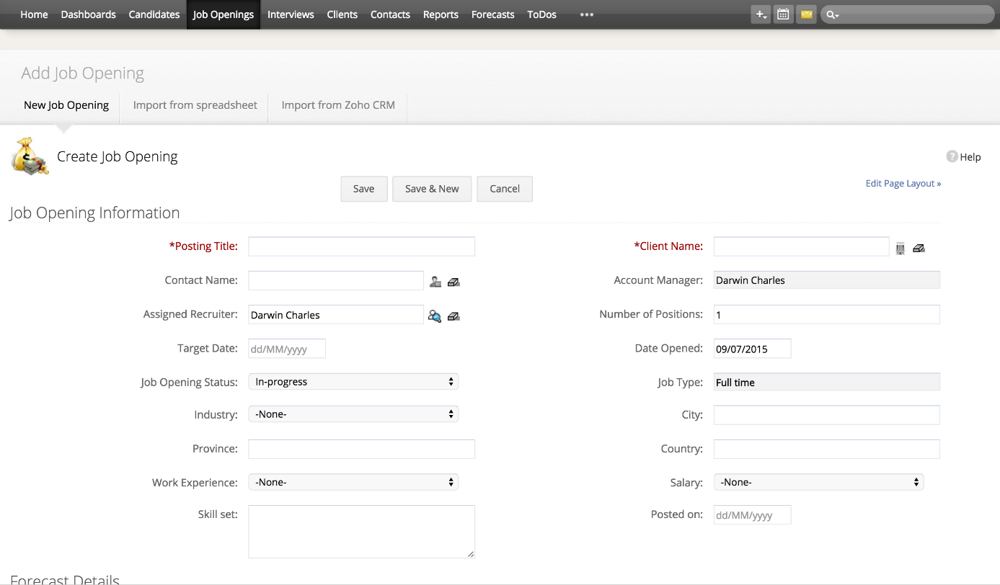 Home Dashboards Candidates Job Openings Interviews Clients Contacts Reports Forecasts ToDos •••
Add Job Opening
New Job Opening Import from spreadsheet Import from Zoho CRM
Create Job Opening
? Help
Save Save & New Cancel
Edit Page Layout »
Job Opening Information
*Posting Title: *Client Name:
Contact Name: Account Manager: Darwin Charles
Assigned Recruiter: Darwin Charles Number of Positions: 1
Target Date: dd/MM/yyyy Date Opened: 09/07/2015
Job Opening Status: In-progress Job Type: Full time
Industry: -None- City:
Province: Country:
Work Experience: -None- Salary: -None-
Skill set: Posted on: dd/MM/yyyy
Forecast Details